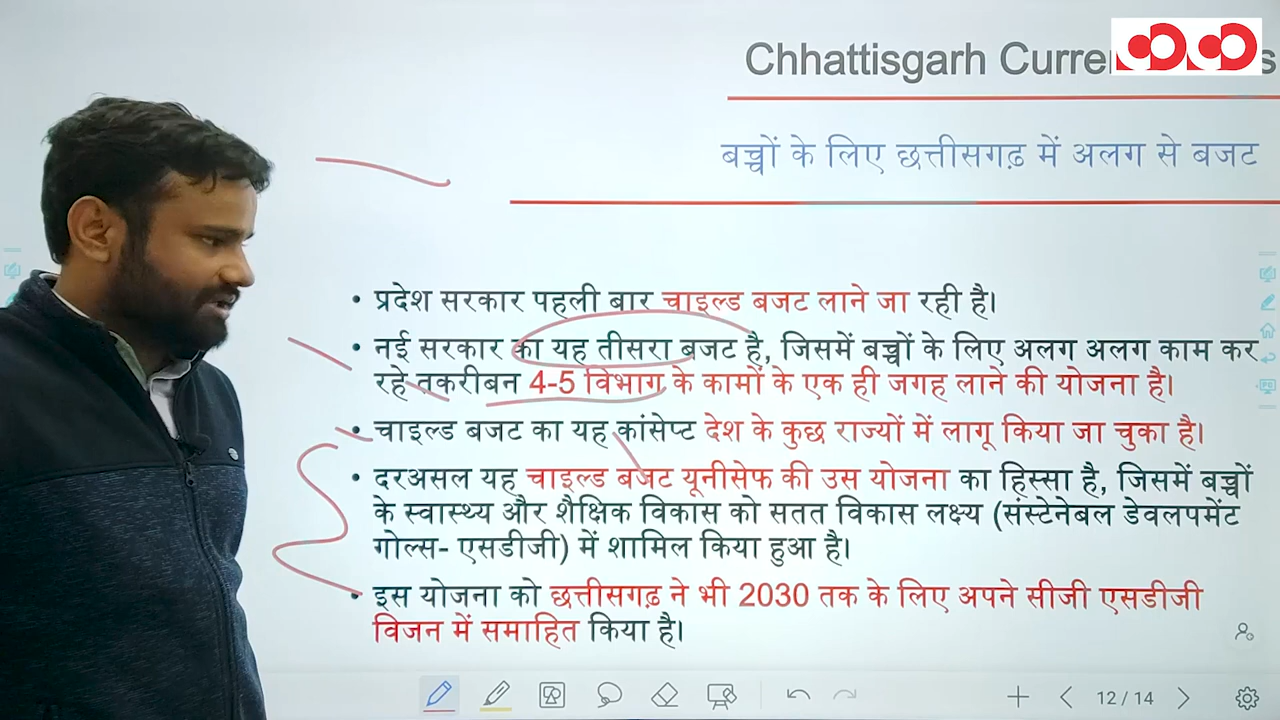 Chhattisgarh Curre
बच्चों के लिए छत्तीसगढ़ में अलग से बजट
• प्रदेश सरकार पहली बार चाइल्ड बजट लाने जा रही है।
• नई सरकार का यह तीसरा बजट है, जिसमें बच्चों के लिए अलग अलग काम कर
रहे तकरीबन 4-5 विभाग के कामों के एक ही जगह लाने की योजना है।
• चाइल्ड बजट का यह कांसेप्ट देश के कुछ राज्यों में लागू किया जा चुका है।
• दरअसल यह चाइल्ड बजट यूनीसेफ की उस योजना का हिस्सा है, जिसमें बच्चों
के स्वास्थ्य और शैक्षिक विकास को सतत विकास लक्ष्य (संस्टेनेबल डेवलपमेंट
गोल्स- एसडीजी) में शामिल किया हुआ है।
• इस योजना को छत्तीसगढ़ ने भी 2030 तक के लिए अपने सीजी एसडीजी
विजन में समाहित किया है।
12 / 14